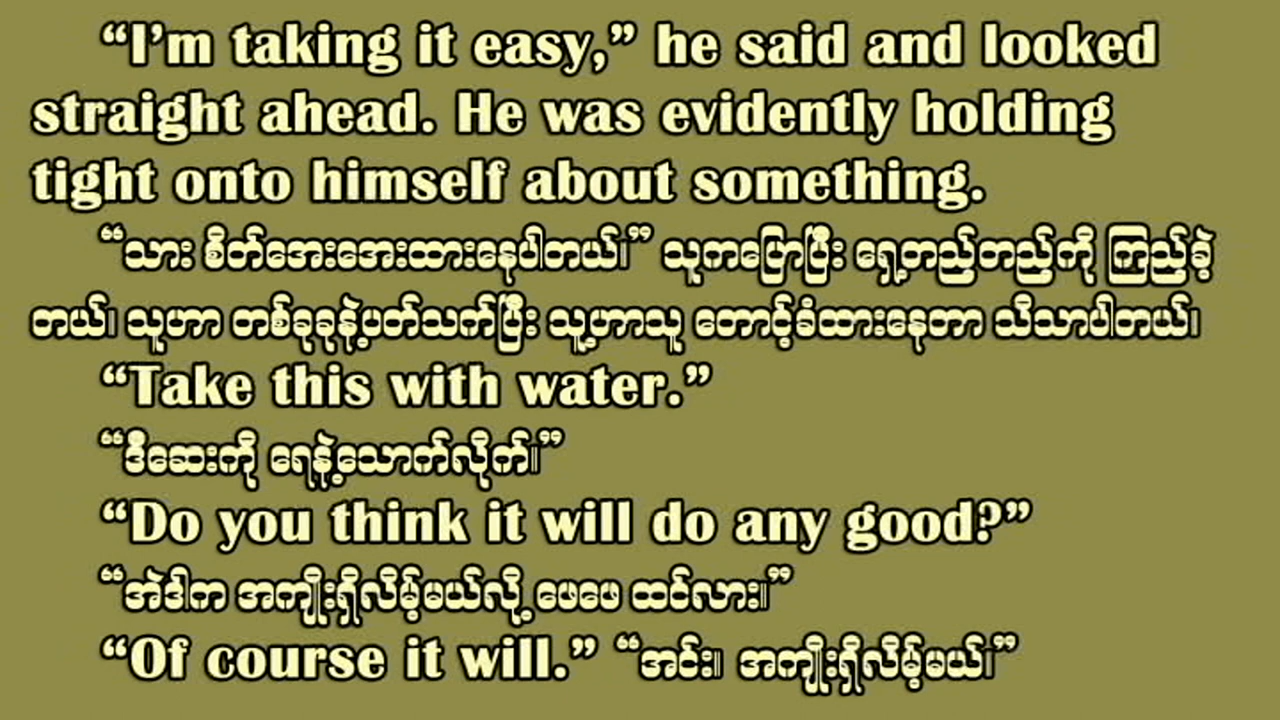 “I’m taking it easy,” he said and looked
straight ahead. He was evidently holding
tight onto himself about something.
“သား စိတ်အေးအေးထားနေပါတယ်။” သူကပြောပြီး ရှေ့တည့်တည့်ကို ကြည့်ခဲ့
တယ်၊ သူဟာ တစ်ခုခုနဲ့ပတ်သက်ပြီး သူ့ဟာသူ တောင့်ခံထားနေတာ သိသာပါတယ်၊
“Take this with water.”
“ဒီဆေးကို ရေနဲ့သောက်လိုက်။”
“Do you think it will do any good?”
“အဲဒါက အကျိုးရှိလိမ့်မယ်လို့ ဖေဖေ ထင်လား။”
“Of course it will.” “အင်း။ အကျိုးရှိလိမ့်မယ်၊”